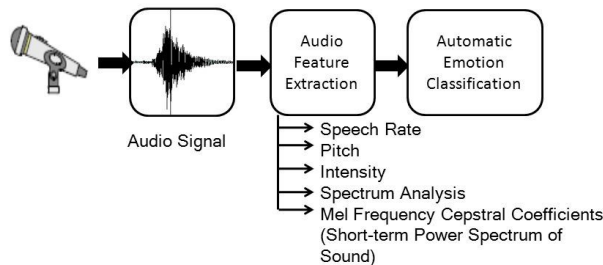 Audio
Feature
Extraction
Automatic
Emotion
Classification
Audio Signal
Speech Rate
Pitch
Intensity
Spectrum Analysis
Mel Frequency Cepstral Coefficients
(Short-term Power Spectrum of
Sound)